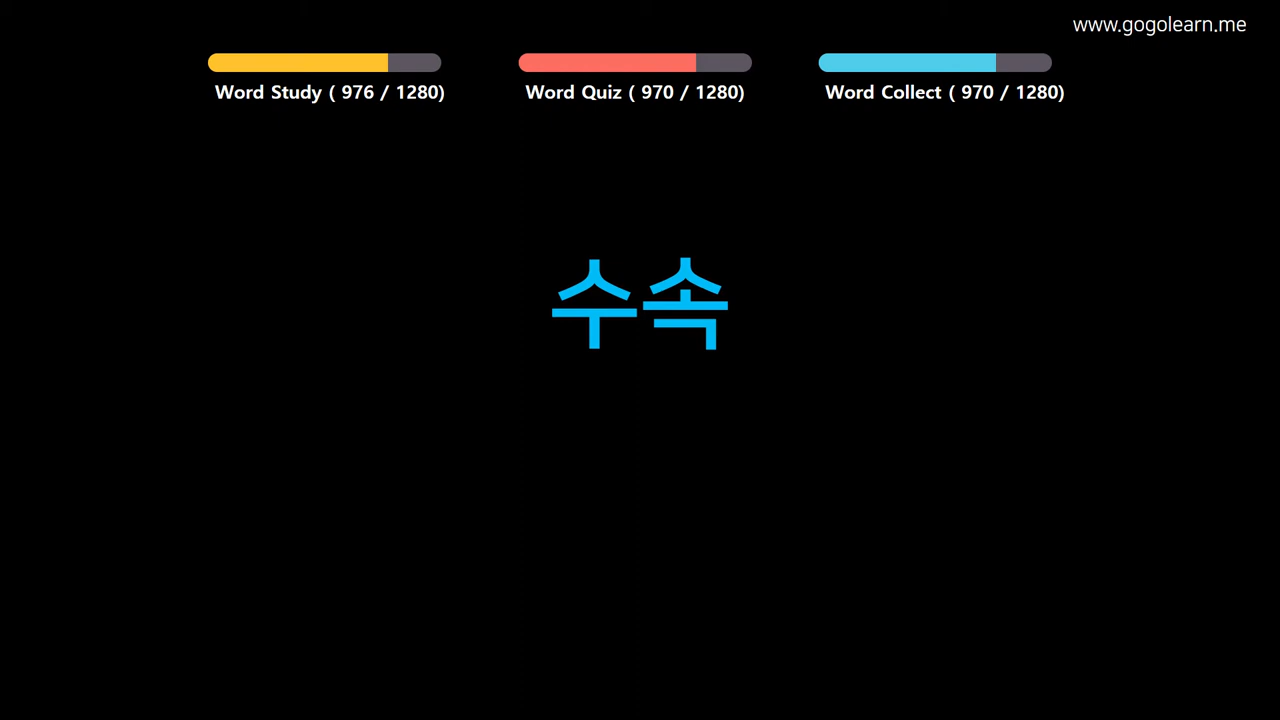 www.gogolearn.me
Word Study ( 976 / 1280)
Word Quiz ( 970 / 1280)
Word Collect ( 970 / 1280)
수속